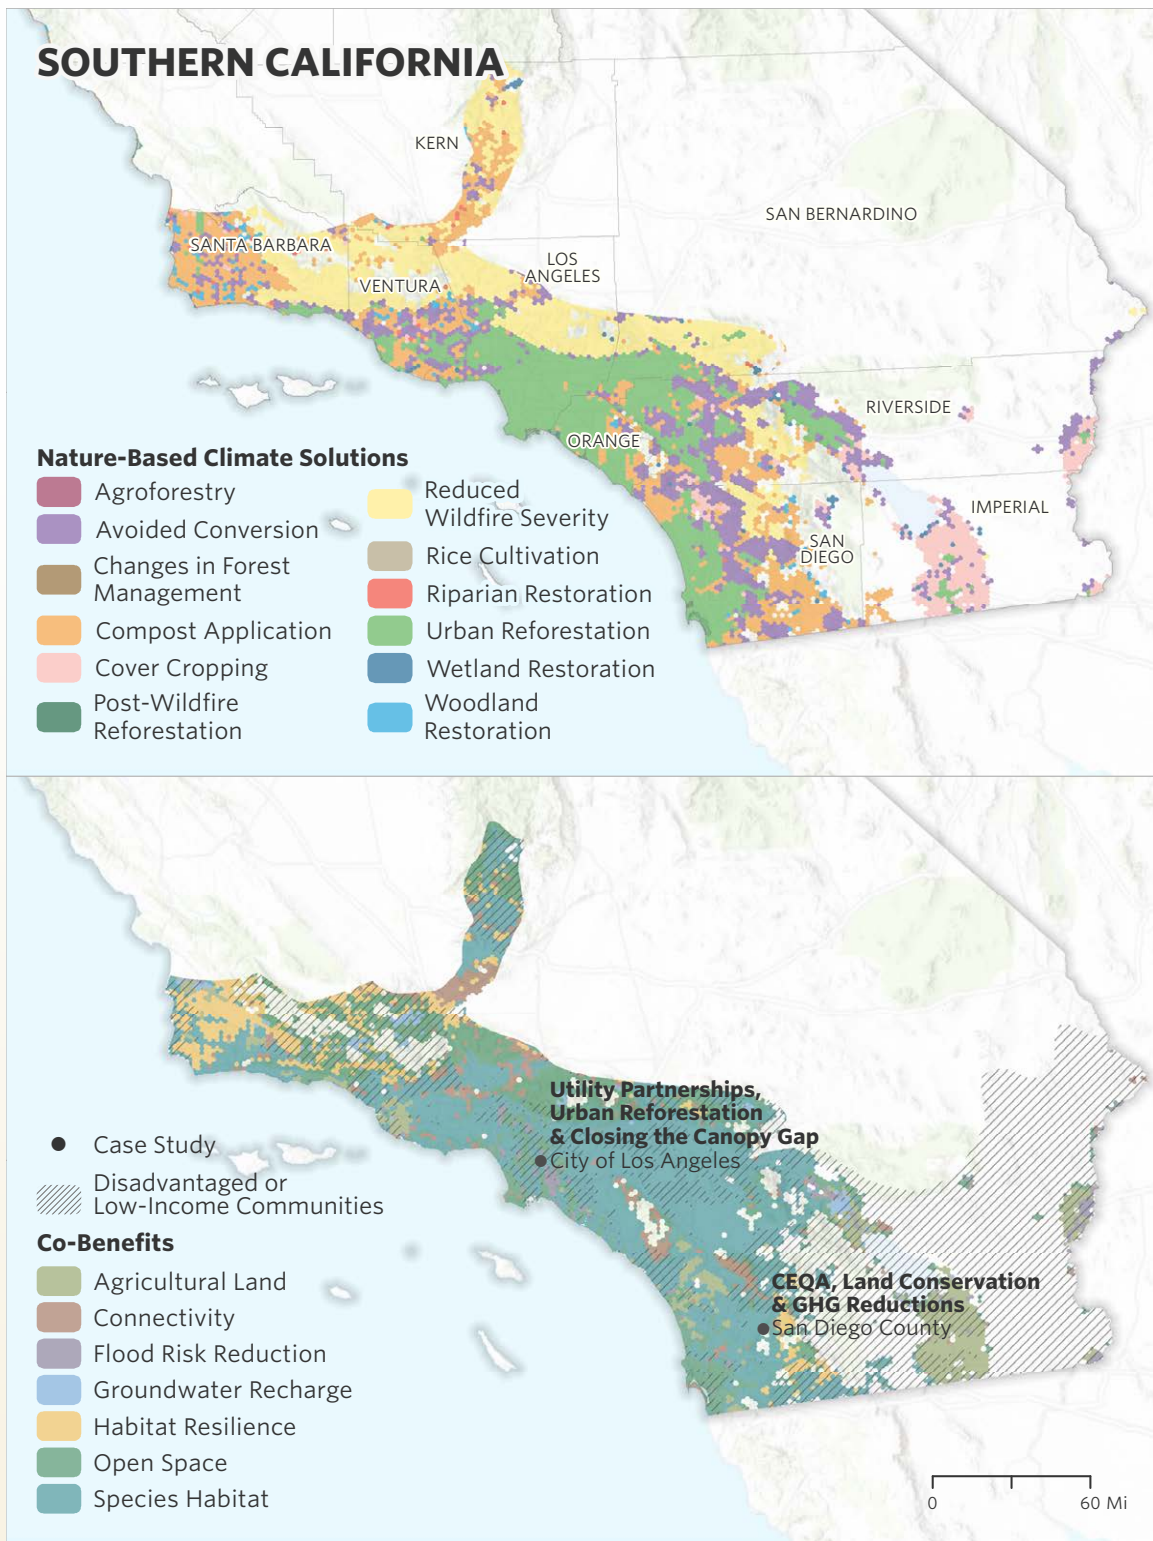 SOUTHERN CALIFORNIA
KERN
SAN BERNARDINO
SANTA BARBARA
LOS
ANGELES
VENTURA
RIVERSIDE
ORANGE
IMPERIAL
SAN
DIEGO
Nature-Based Climate Solutions
Agroforestry
Avoided Conversion
Changes in Forest
Management
Compost Application
Cover Cropping
Post-Wildfire
Reforestation
Reduced
Wildfire Severity
Rice Cultivation
Riparian Restoration
Urban Reforestation
Wetland Restoration
Woodland
Restoration
Utility Partnerships,
Urban Reforestation
& Closing the Canopy Gap
City of Los Angeles
CEQA, Land Conservation
& GHG Reductions
San Diego County
Case Study
Disadvantaged or
Low-Income Communities
Co-Benefits
Agricultural Land
Connectivity
Flood Risk Reduction
Groundwater Recharge
Habitat Resilience
Open Space
Species Habitat
0 60 Mi